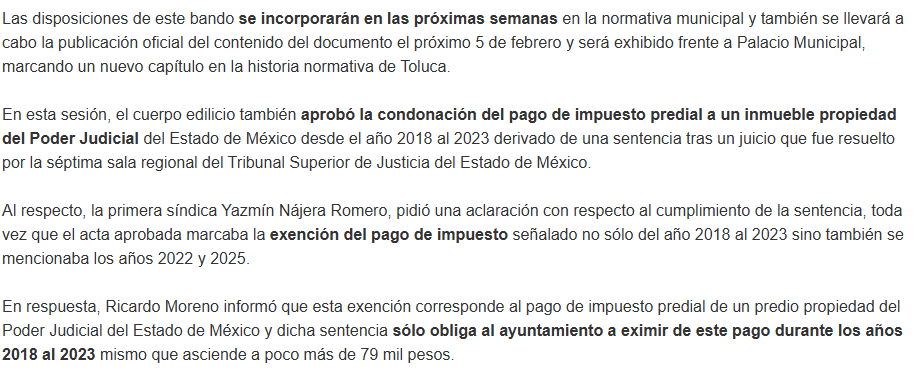 Las disposiciones de este bando se incorporarán en las próximas semanas en la normativa municipal y también se llevará a
cabo la publicación oficial del contenido del documento el próximo 5 de febrero y será exhibido frente a Palacio Municipal,
marcando un nuevo capítulo en la historia normativa de Toluca.
En esta sesión, el cuerpo edilicio también aprobó la condonación del pago de impuesto predial a un inmueble propiedad
del Poder Judicial del Estado de México desde el año 2018 al 2023 derivado de una sentencia tras un juicio que fue resuelto
por la séptima sala regional del Tribunal Superior de Justicia del Estado de México.
Al respecto, la primera síndica Yazmín Nájera Romero, pidió una aclaración con respecto al cumplimiento de la sentencia, toda
vez que el acta aprobada marcaba la exención del pago de impuesto señalado no sólo del año 2018 al 2023 sino también se
mencionaba los años 2022 y 2025.
En respuesta, Ricardo Moreno informó que esta exención corresponde al pago de impuesto predial de un predio propiedad del
Poder Judicial del Estado de México y dicha sentencia sólo obliga al ayuntamiento a eximir de este pago durante los años
2018 al 2023 mismo que asciende a poco más de 79 mil pesos.